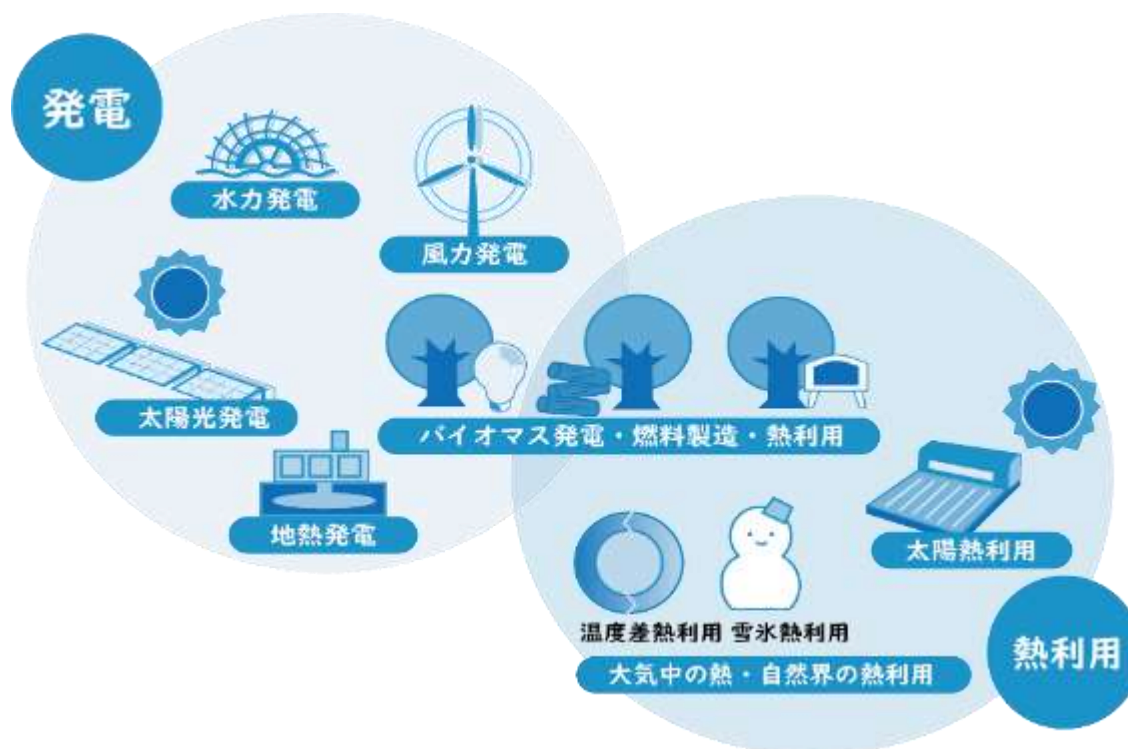 発電
水力発電
風力発電
太陽光発電
バイオマス発電・燃料製造・熱利用
地熱発電
太陽熱利用
温度差熱利用 雪氷熱利用
大気中の熱・自然界の熱利用
熱利用